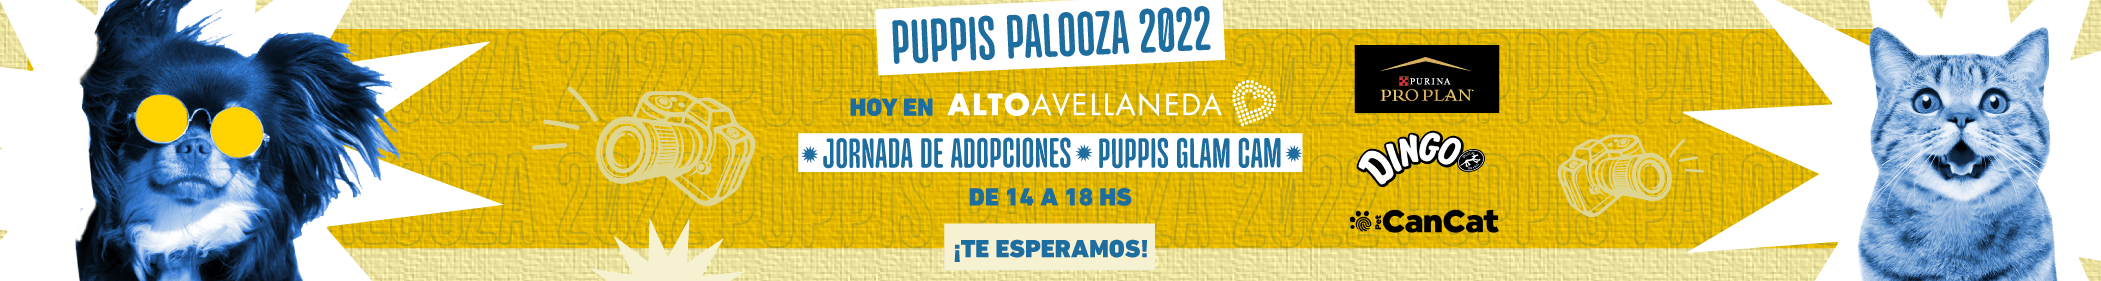 PUPPIS PALOOZA 2022
HOY EN ALTOAVELLANEDA
JORNADA DE ADOPCIONES PUPPIS GLAM CAM
DE 14 A 18 HS
¡TE ESPERAMOS!
PURINA
PRO PLAN
DINGO
Pet CanCat